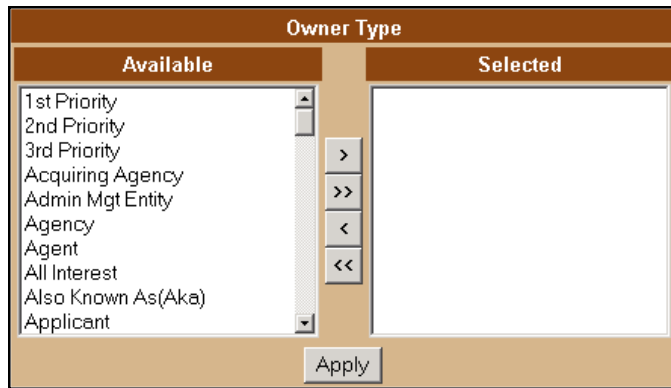 Owner Type
Available
Selected
1st Priority
2nd Priority
3rd Priority
Acquiring Agency
Admin Mgt Entity
Agency
Agent
All Interest
Also Known As(Aka)
Applicant
>
>>
<
<<
Apply